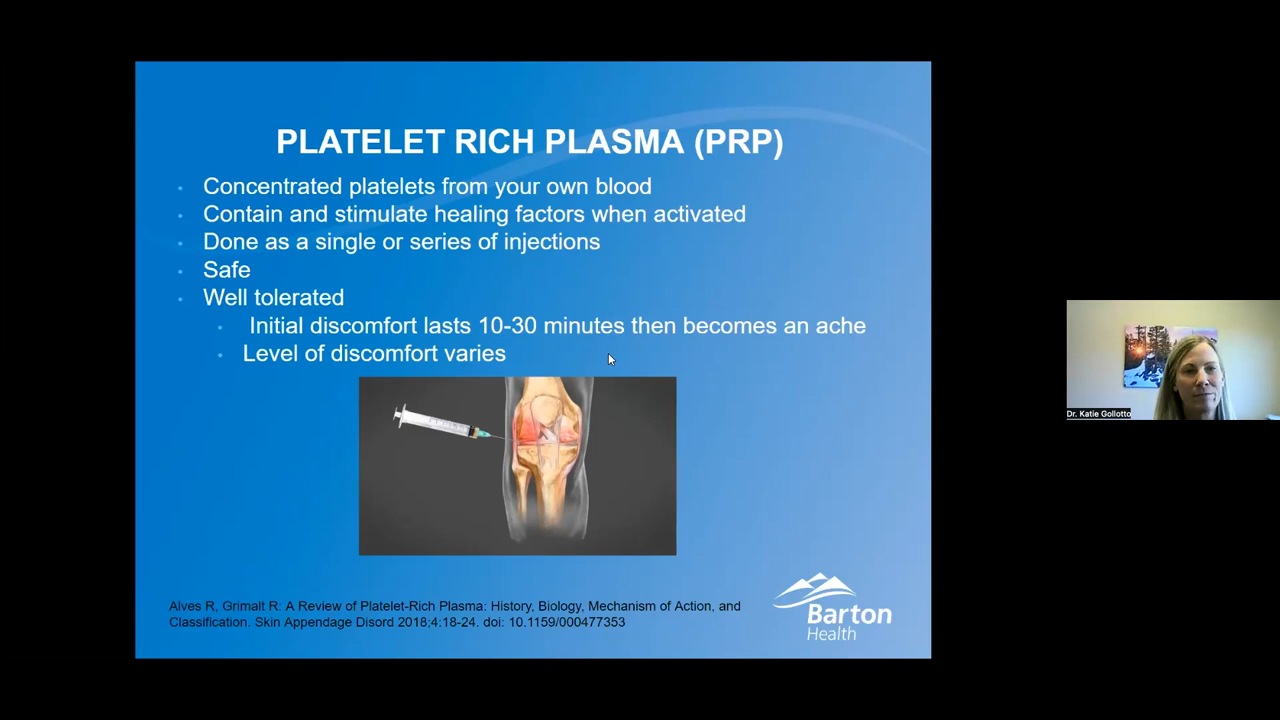 PLATELET RICH PLASMA (PRP)
Concentrated platelets from your own blood
Contain and stimulate healing factors when activated
Done as a single or series of injections
Safe
Well tolerated
Initial discomfort lasts 10-30 minutes then becomes an ache
Level of discomfort varies
Alves R, Grimalt R: A Review of Platelet-Rich Plasma: History, Biology, Mechanism of Action, and
Classification. Skin Appendage Disord 2018;4:18-24. doi: 10.1159/000477353
Barton
Health
Dr. Katie Gollotto